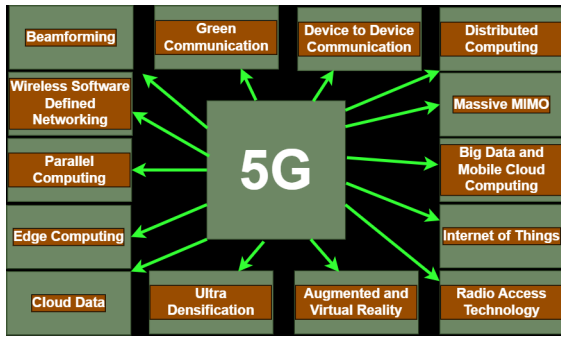 Beamforming
Green
Communication
Device to Device
Communication
Distributed
Computing
Wireless Software
Defined
Networking
Massive MIMO
5G
Parallel
Computing
Big Data and
Mobile Cloud
Computing
Edge Computing
Internet of Things
Cloud Data
Ultra
Densification
Augmented and
Virtual Reality
Radio Access
Technology